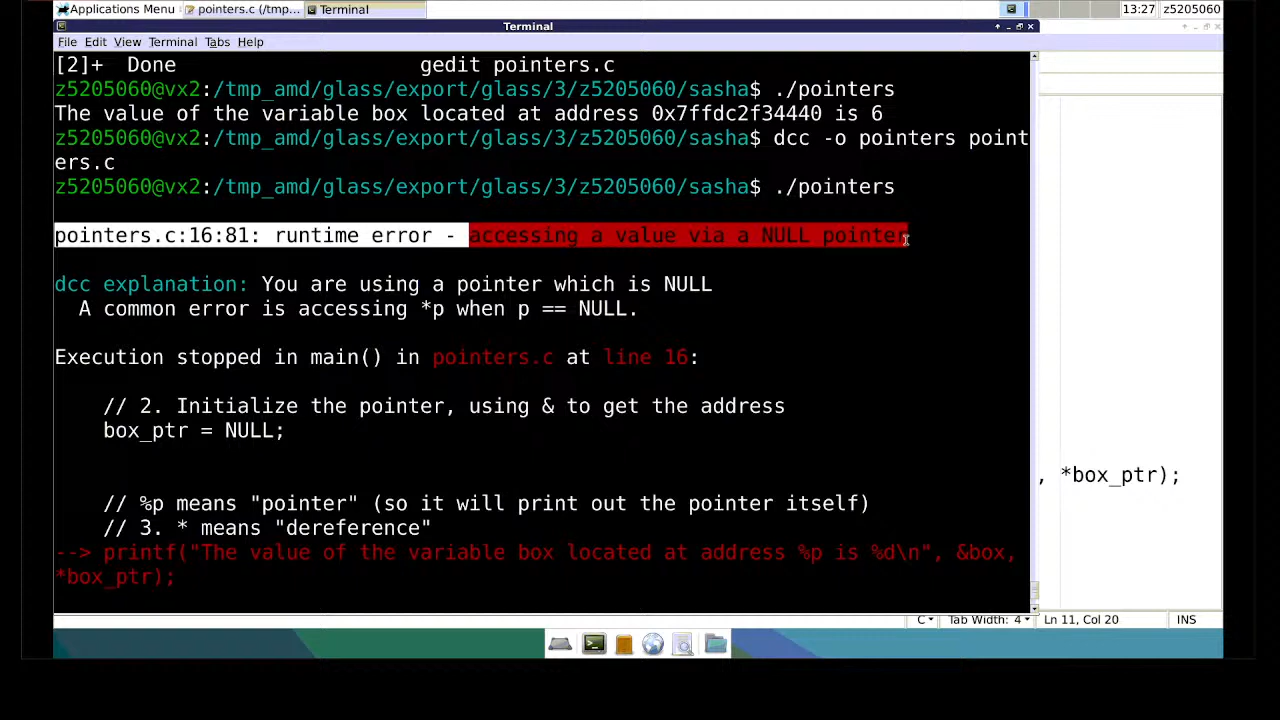 Applications Menu pointers.c (/tmp... Terminal 13:27 z5205060
Terminal
File Edit View Terminal Tabs Help
[2]+ Done gedit pointers.c
z5205060@vx2:/tmp_amd/glass/export/glass/3/z5205060/sasha$ ./pointers
The value of the variable box located at address 0x7ffdc2f34440 is 6
z5205060@vx2:/tmp_amd/glass/export/glass/3/z5205060/sasha$ dcc -o pointers point
ers.c
z5205060@vx2:/tmp_amd/glass/export/glass/3/z5205060/sasha$ ./pointers
pointers.c:16:81: runtime error - accessing a value via a NULL pointer
dcc explanation: You are using a pointer which is NULL
A common error is accessing *p when p == NULL.
Execution stopped in main() in pointers.c at line 16:
// 2. Initialize the pointer, using & to get the address
box_ptr = NULL;
, *box_ptr);
// %p means "pointer" (so it will print out the pointer itself)
// 3. * means "dereference"
--> printf("The value of the variable box located at address %p is %d\n", &box,
*box_ptr);
C Tab Width: 4 Ln 11, Col 20 INS